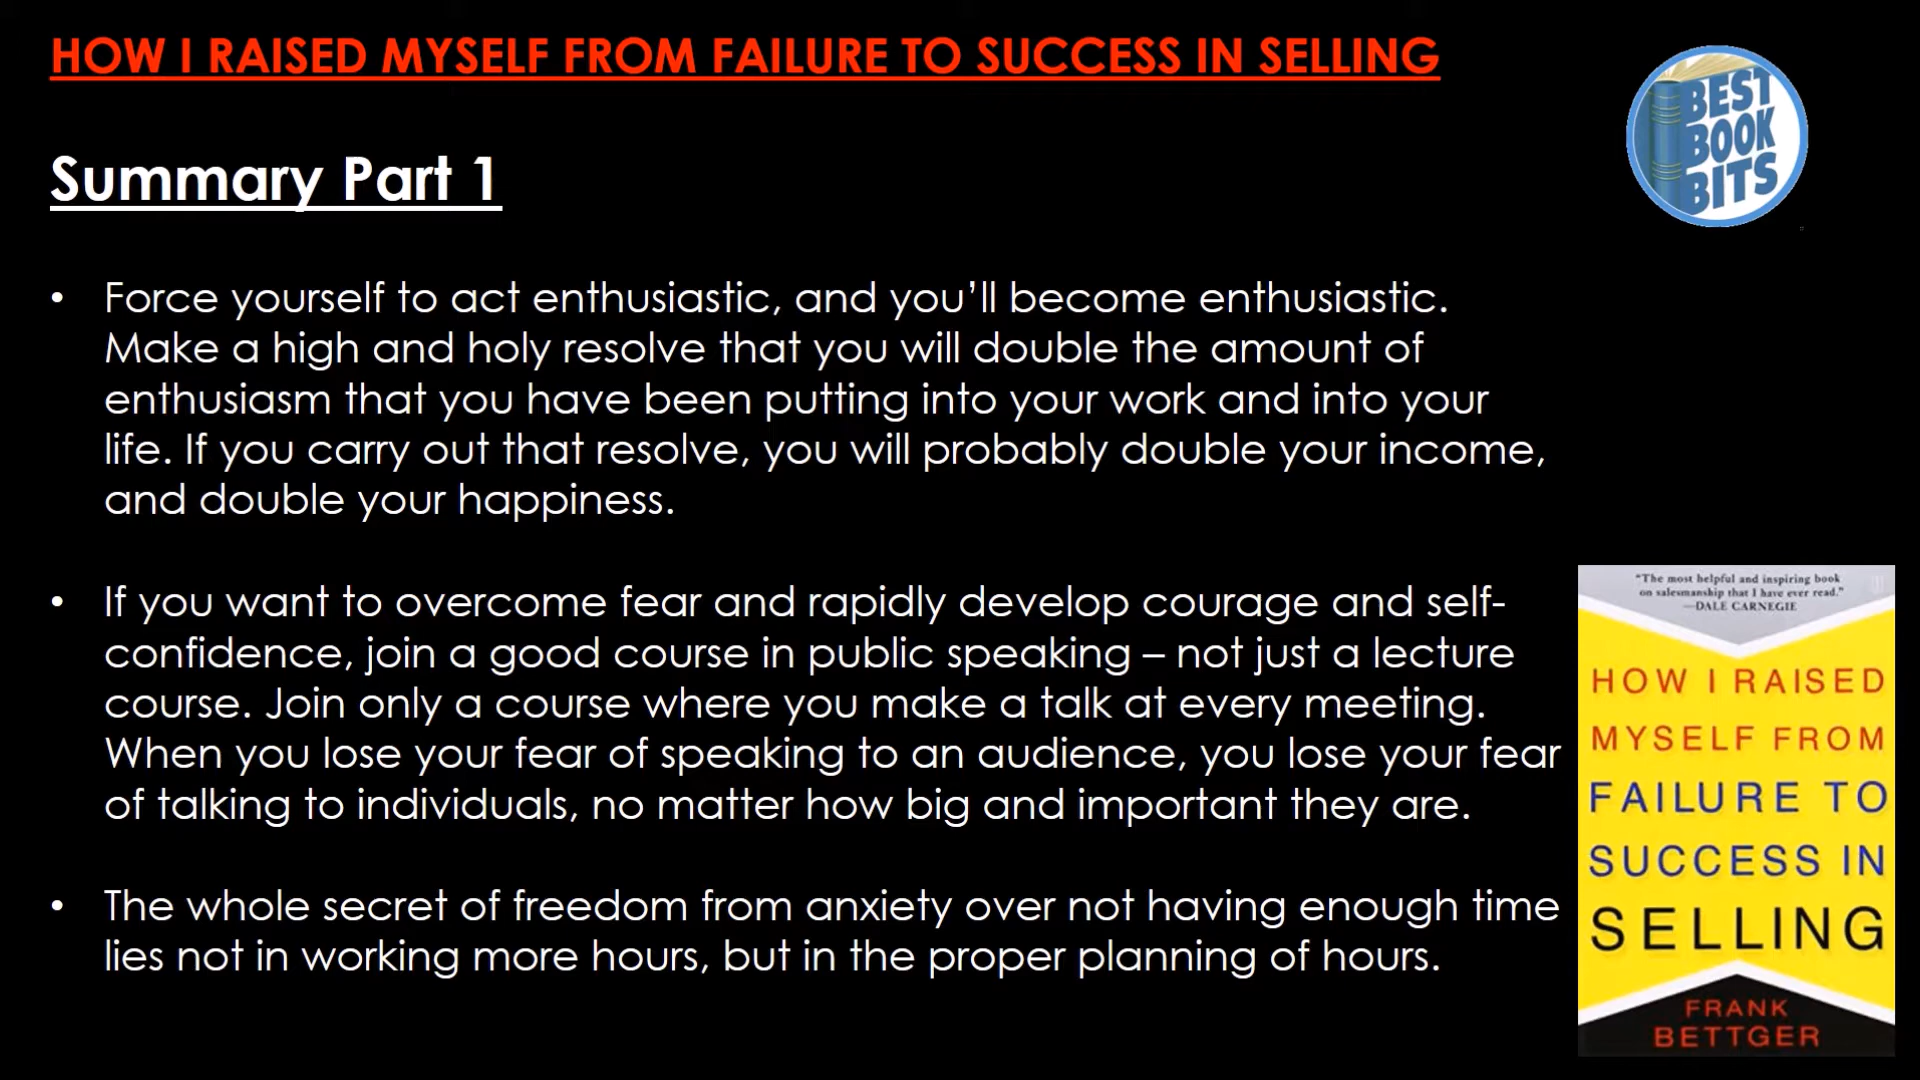 HOW I RAISED MYSELF FROM FAILURE TO SUCCESS IN SELLING
BEST
BOOK
BITS
Summary Part 1
• Force yourself to act enthusiastic, and you’ll become enthusiastic.
Make a high and holy resolve that you will double the amount of
enthusiasm that you have been putting into your work and into your
life. If you carry out that resolve, you will probably double your income,
and double your happiness.
• If you want to overcome fear and rapidly develop courage and self-
confidence, join a good course in public speaking – not just a lecture
course. Join only a course where you make a talk at every meeting.
When you lose your fear of speaking to an audience, you lose your fear
of talking to individuals, no matter how big and important they are.
• The whole secret of freedom from anxiety over not having enough time
lies not in working more hours, but in the proper planning of hours.
“The most helpful and inspiring book
on salesmanship that I have ever read.”
—DALE CARNEGIE
HOW I RAISED
MYSELF FROM
FAILURE TO
SUCCESS IN
SELLING
FRANK
BETTGER